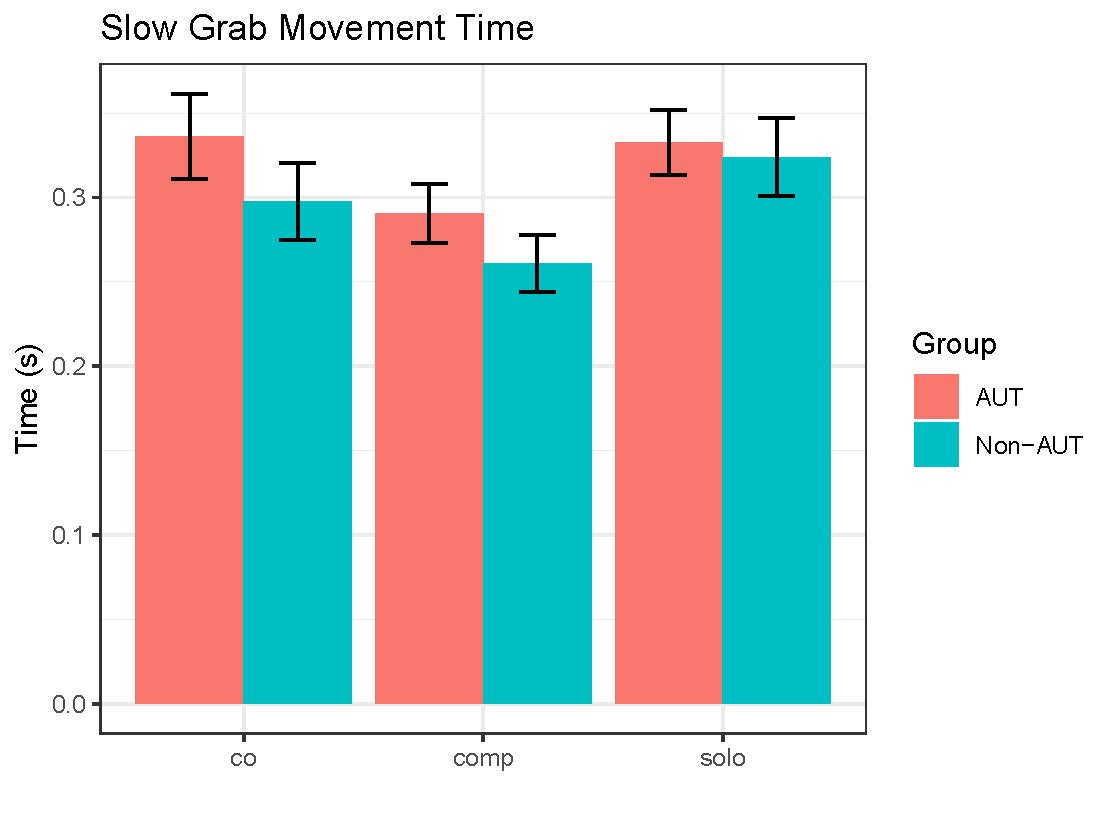 Slow Grab Movement Time
Time (s)
0.3
0.2
0.1
0.0
co comp solo
Group
AUT
Non−AUT